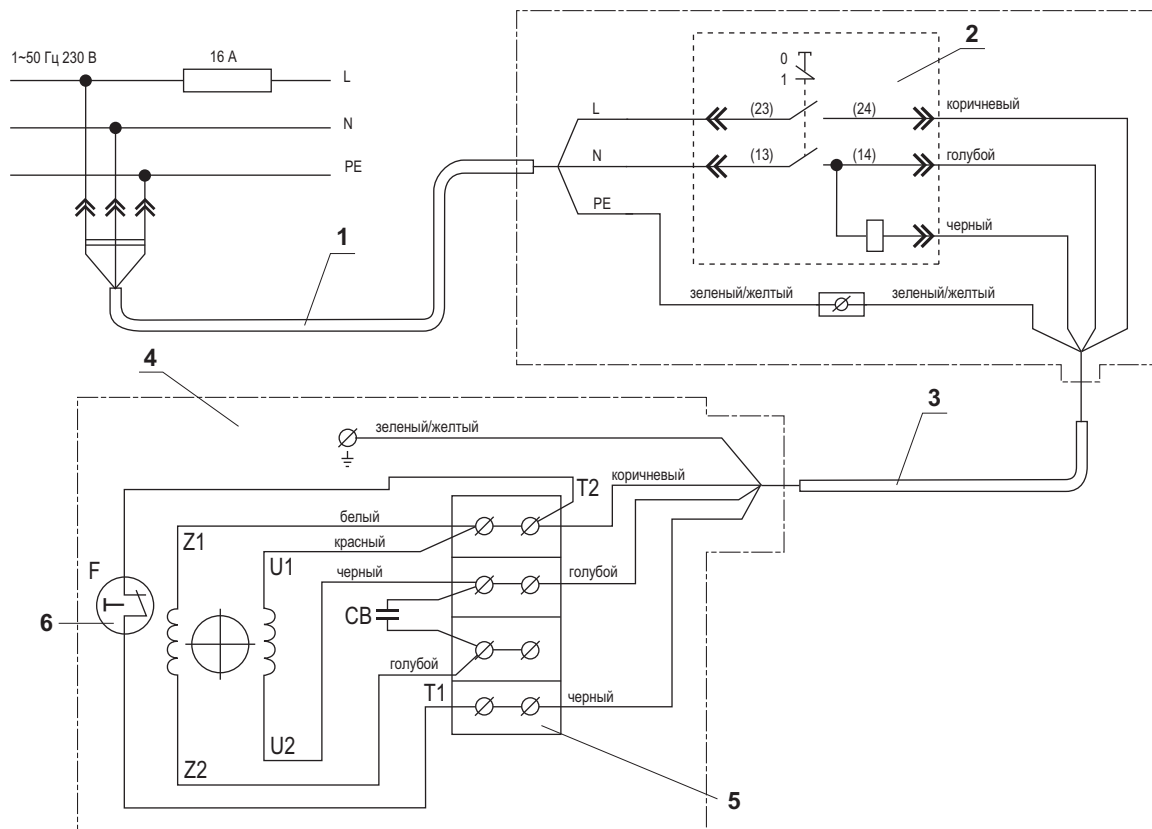 1~50 Гц 230 В
16 А
L
N
PE
1
2
0
1
L
(23)
(24)
коричневый
N
(13)
(14)
голубой
PE
черный
зеленый/желтый
зеленый/желтый
4
3
зеленый/желтый
коричневый
T2
белый
Z1
красный
U1
F
черный
голубой
6
CB
голубой
T1
черный
U2
Z2
5